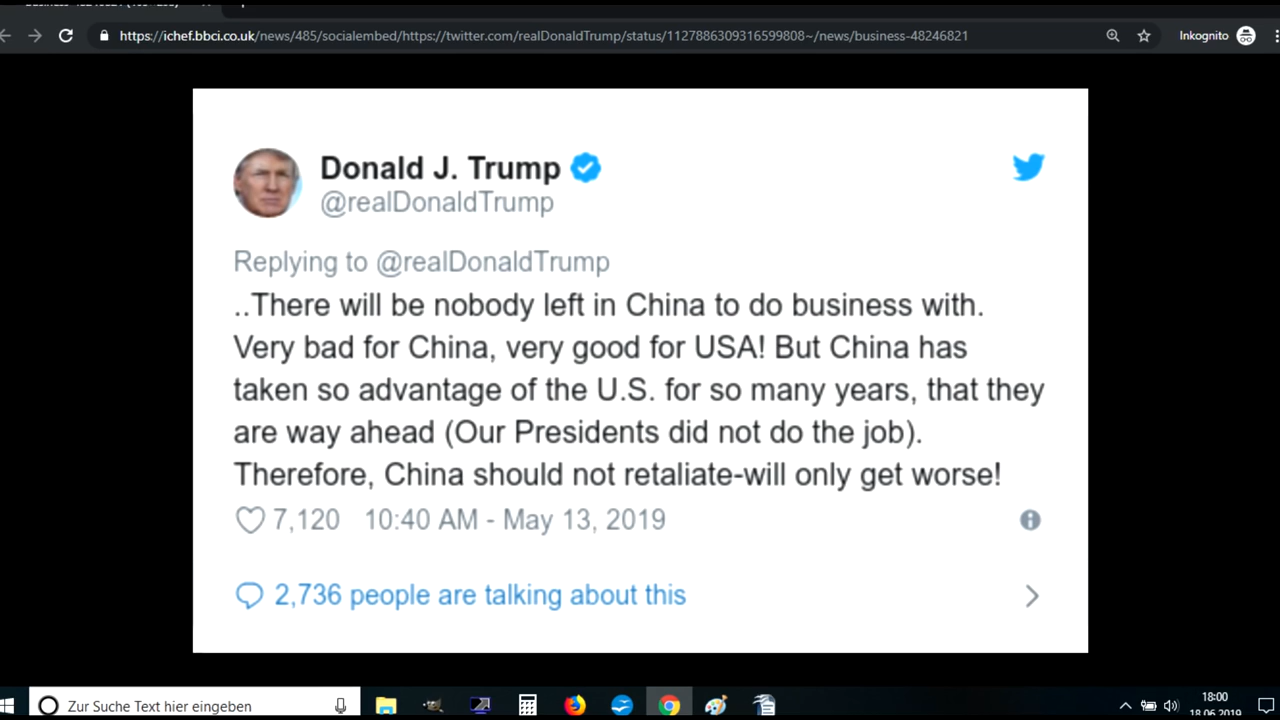 https://ichef.bbci.co.uk/news/485/socialembed/https://twitter.com/realDonaldTrump/status/1127886309316599808~/news/business-48246821
Inkognito
Donald J. Trump
@realDonaldTrump
Replying to @realDonaldTrump
..There will be nobody left in China to do business with.
Very bad for China, very good for USA! But China has
taken so advantage of the U.S. for so many years, that they
are way ahead (Our Presidents did not do the job).
Therefore, China should not retaliate-will only get worse!
7,120 10:40 AM - May 13, 2019
2,736 people are talking about this
Zur Suche Text hier eingeben
18:00
18.06.2019